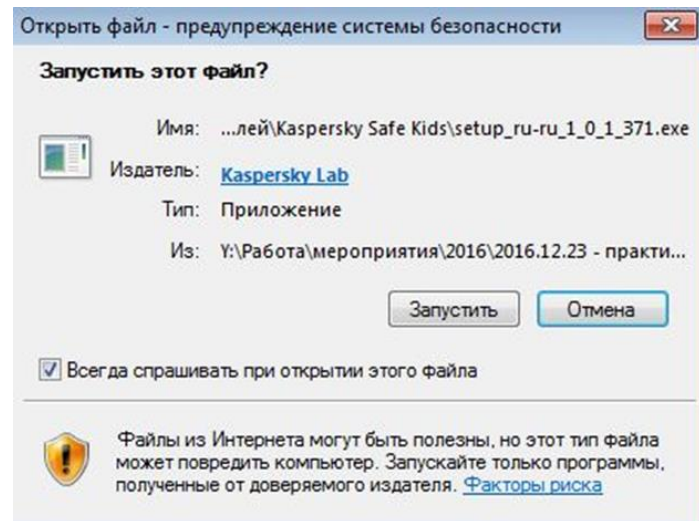 Открыть файл - предупреждение системы безопасности
Запустить этот файл?
Имя: ...лей\Kaspersky Safe Kids\setup_ru-ru_1_0_1_371.exe
Издатель: Kaspersky Lab
Тип: Приложение
Из: Y:\Работа\мероприятия\2016\2016.12.23 - практи...
Запустить Отмена
Всегда спрашивать при открытии этого файла
Файлы из Интернета могут быть полезны, но этот тип файла
может повредить компьютер. Запускайте только программы,
полученные от доверяемого издателя. Факторы риска